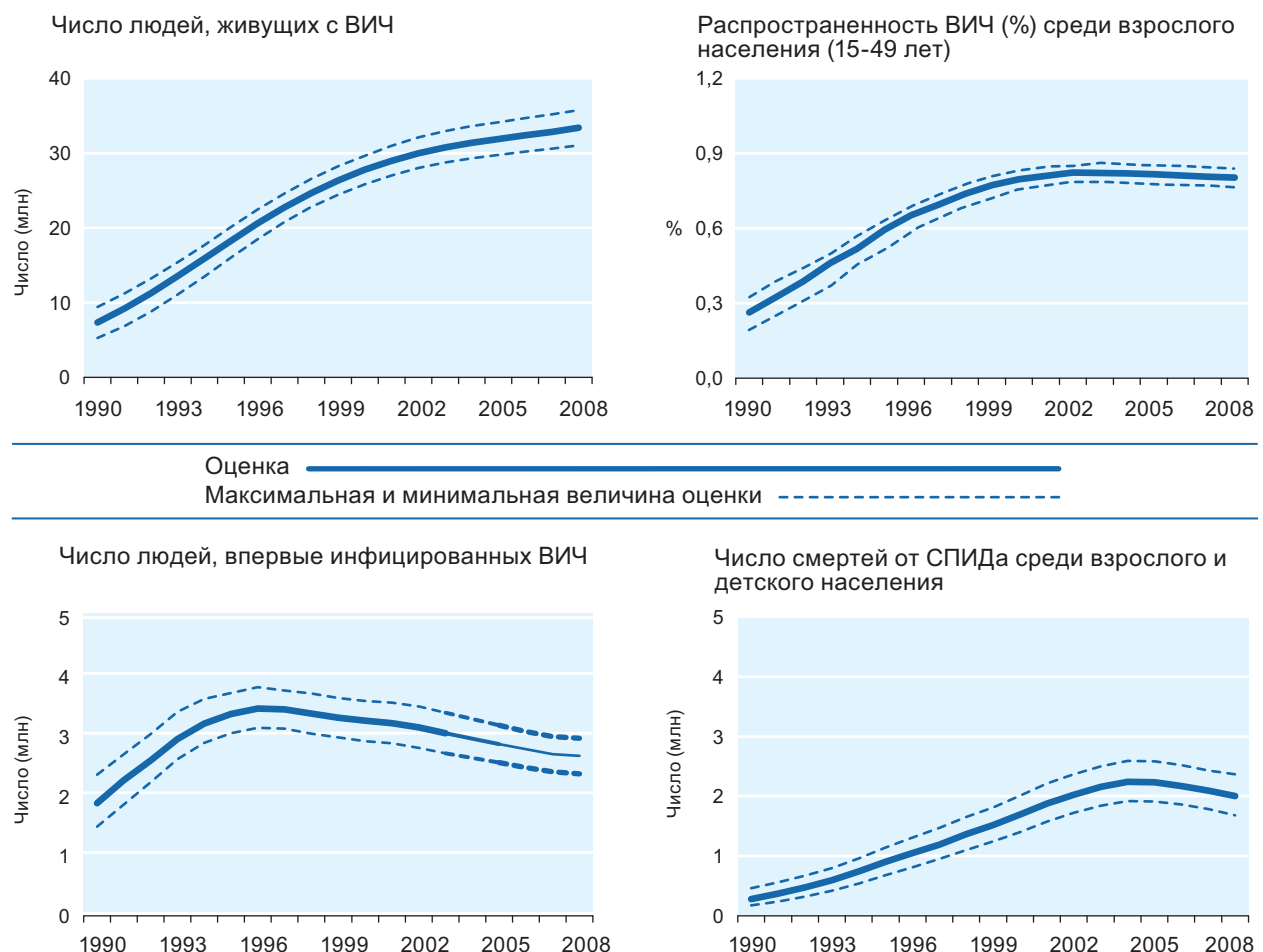 Число людей, живущих с ВИЧ
Число (млн)
40
30
20
10
0
1990 1993 1996 1999 2002 2005 2008
Распространенность ВИЧ (%) среди взрослого
населения (15-49 лет)
%
1,2
0,9
0,6
0,3
0,0
1990 1993 1996 1999 2002 2005 2008
Оценка
Максимальная и минимальная величина оценки
Число людей, впервые инфицированных ВИЧ
Число (млн)
5
4
3
2
1
0
1990 1993 1996 1999 2002 2005 2008
Число смертей от СПИДа среди взрослого и
детского населения
Число (млн)
5
4
3
2
1
0
1990 1993 1996 1999 2002 2005 2008